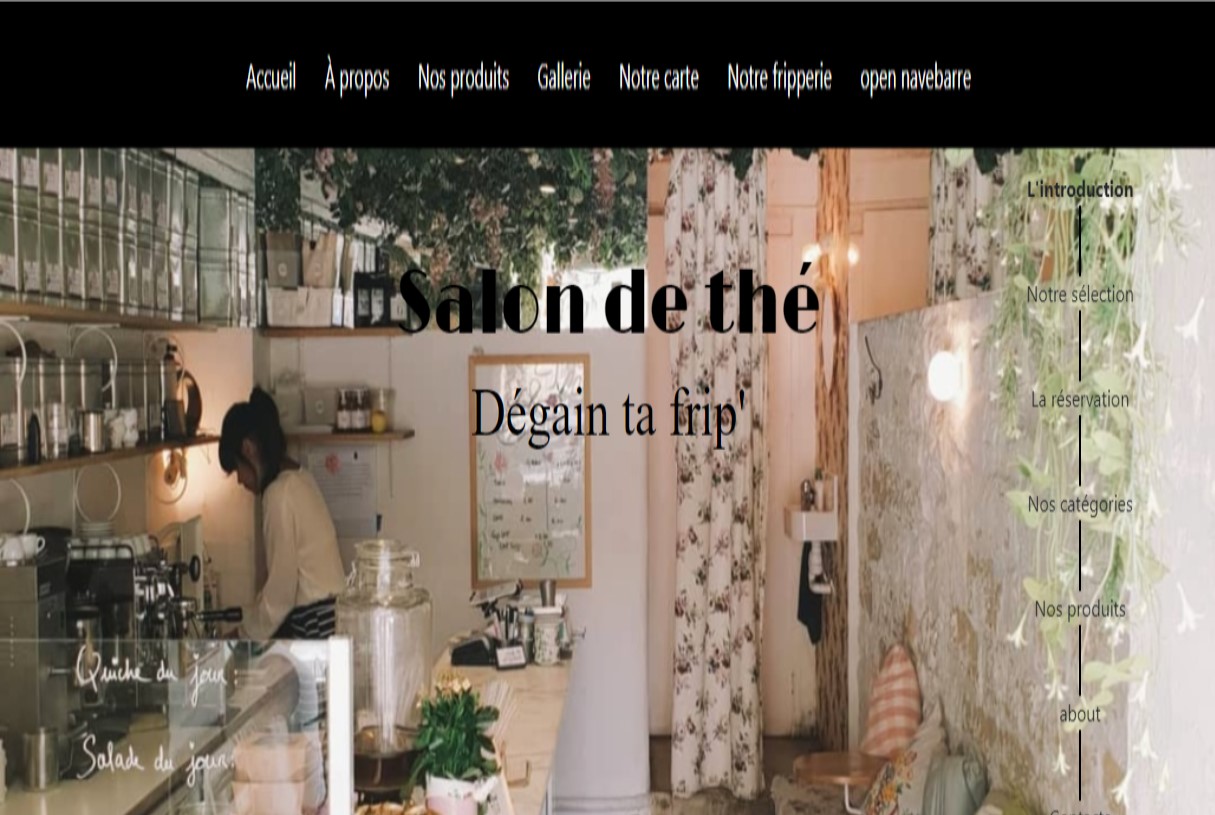 Accueil À propos Nos produits Gallerie Notre carte Notre fripperie open navebarre
L'introduction
Salon de thé
Notre sélection
Dégain ta frip'
La réservation
Nos catégories
Nos produits
Quiche du jour :
about
Salade du jour: